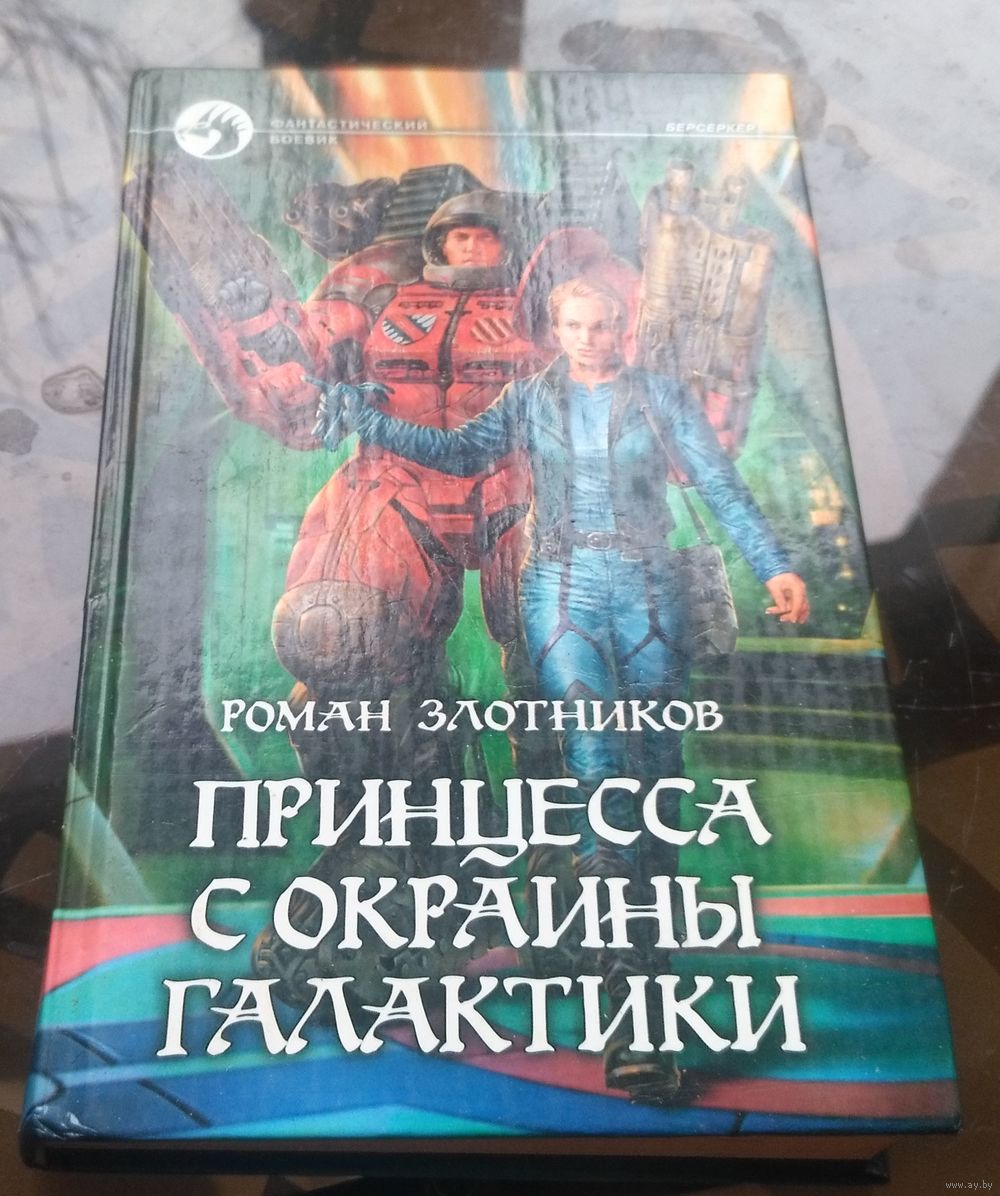 ФАНТАСТИЧЕСКИЙ
БОЕВИК
БЕРСЕРКЕР
РОМАН ЗЛОТНИКОВ
ПРИНЦЕССА
С ОКРАИНЫ
ГАЛАКТИКИ
www.ay.by